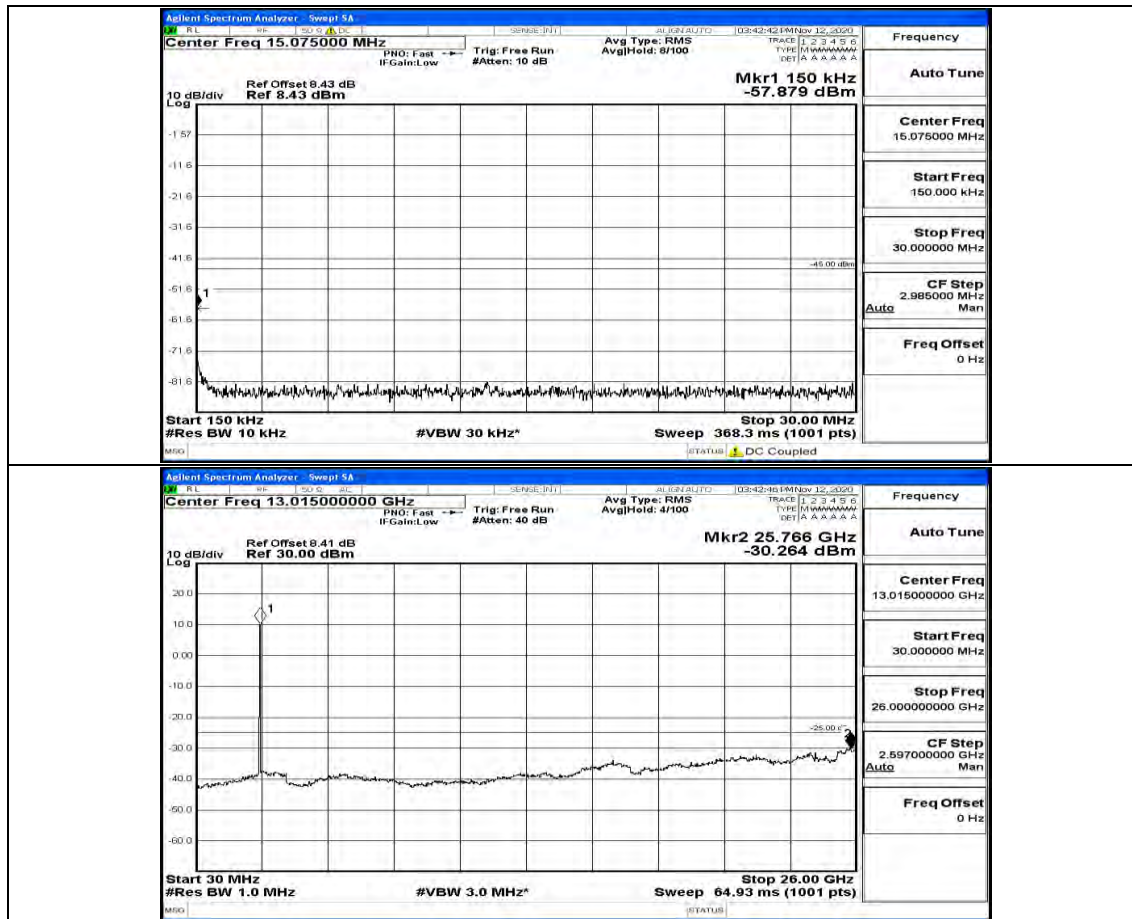 Agilent Spectrum Analyzer - Swept SA
RL RF 50 Ω DC SENSE:INT ALIGN AUTO 03:42:42 PM Nov 12, 2020
Center Freq 15.075000 MHz
PNO: Fast Trig: Free Run Avg Type: RMS TRACE 1 2 3 4 5 6
IFGain:Low #Atten: 10 dB Avg|Hold: 8/100 TYPE M
DET A A A A A A
Ref Offset 8.43 dB Mkr1 150 kHz
10 dB/div Ref 8.43 dBm -57.879 dBm
Log
-1.57
-11.6
-21.6
-31.6
-41.6
-45.00 dBm
-51.6
1
-61.6
-71.6
-81.6
Start 150 kHz Stop 30.00 MHz
#Res BW 10 kHz #VBW 30 kHz* Sweep 368.3 ms (1001 pts)
MSG STATUS DC Coupled
Frequency
Auto Tune
Center Freq
15.075000 MHz
Start Freq
150.000 kHz
Stop Freq
30.000000 MHz
CF Step
2.985000 MHz
Auto Man
Freq Offset
0 Hz
Agilent Spectrum Analyzer - Swept SA
RL RF 50 Ω AC SENSE:INT ALIGN AUTO 03:42:46 PM Nov 12, 2020
Center Freq 13.015000000 GHz
PNO: Fast Trig: Free Run Avg Type: RMS TRACE 1 2 3 4 5 6
IFGain:Low #Atten: 40 dB Avg|Hold: 4/100 TYPE M
DET A A A A A A
Ref Offset 8.41 dB Mkr2 25.766 GHz
10 dB/div Ref 30.00 dBm -30.264 dBm
Log
20.0
1
10.0
0.00
-10.0
-20.0
-25.00
2
-30.0
-40.0
-50.0
-60.0
Start 30 MHz Stop 26.00 GHz
#Res BW 1.0 MHz #VBW 3.0 MHz* Sweep 64.93 ms (1001 pts)
MSG STATUS
Frequency
Auto Tune
Center Freq
13.015000000 GHz
Start Freq
30.000000 MHz
Stop Freq
26.000000000 GHz
CF Step
2.597000000 GHz
Auto Man
Freq Offset
0 Hz